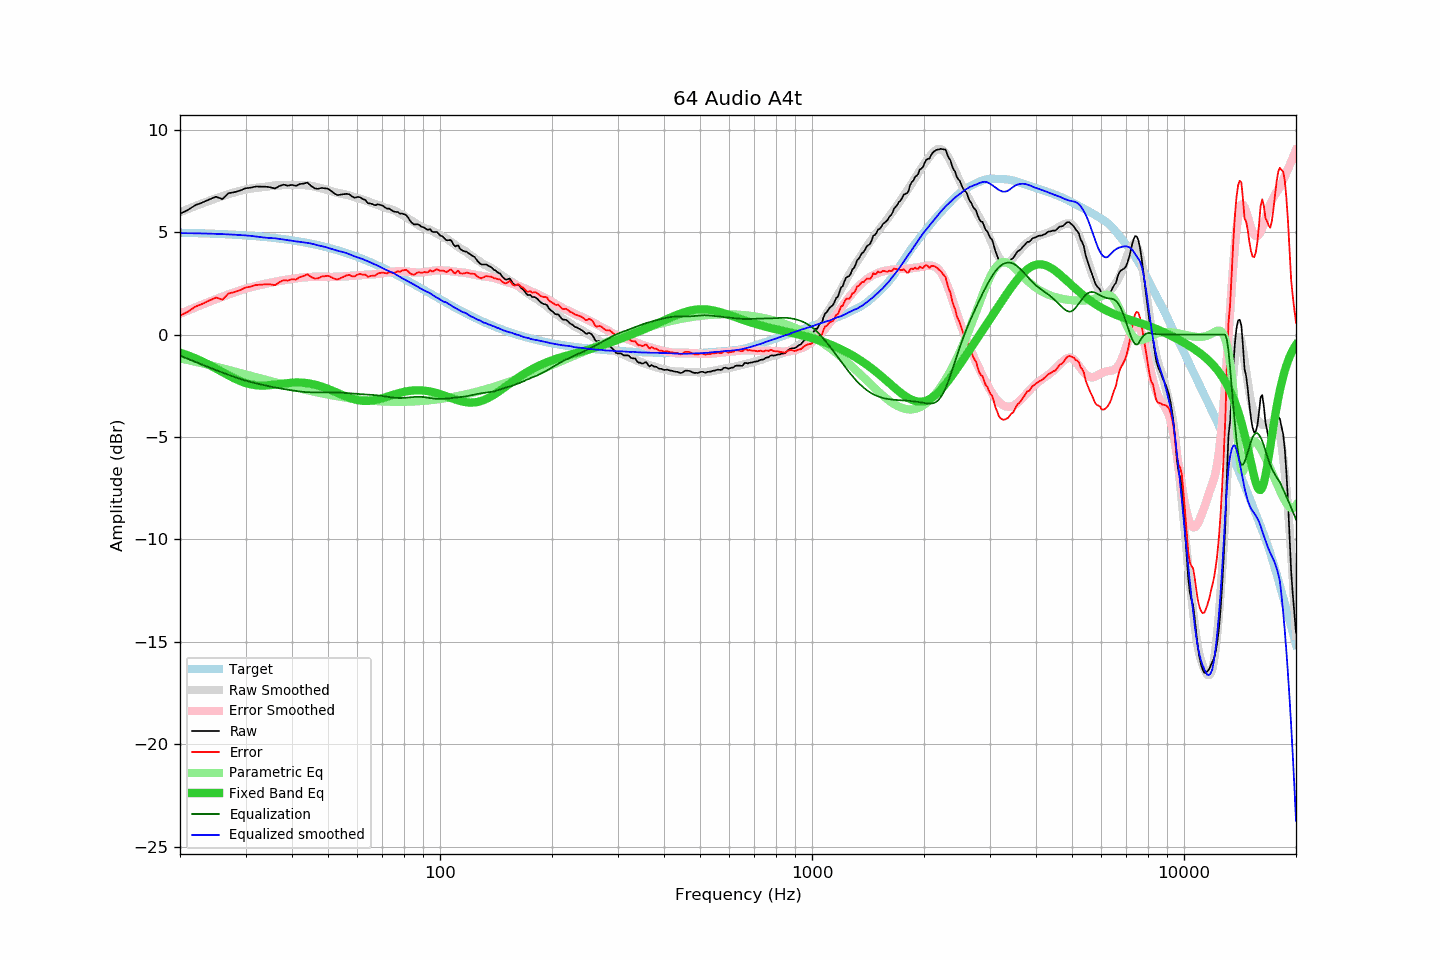 64 Audio A4t
10
5
0
−5
−10
−15
−20
−25
Amplitude (dBr)
Target
Raw Smoothed
Error Smoothed
Raw
Error
Parametric Eq
Fixed Band Eq
Equalization
Equalized smoothed
100 1000 10000
Frequency (Hz)